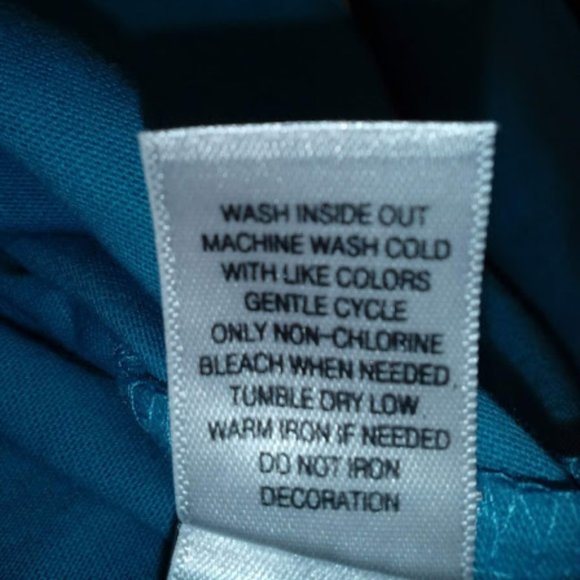 WASH INSIDE OUT
MACHINE WASH COLD
WITH LIKE COLORS
GENTLE CYCLE
ONLY NON-CHLORINE
BLEACH WHEN NEEDED.
TUMBLE DRY LOW
WARM IRON IF NEEDED
DO NOT IRON
DECORATION